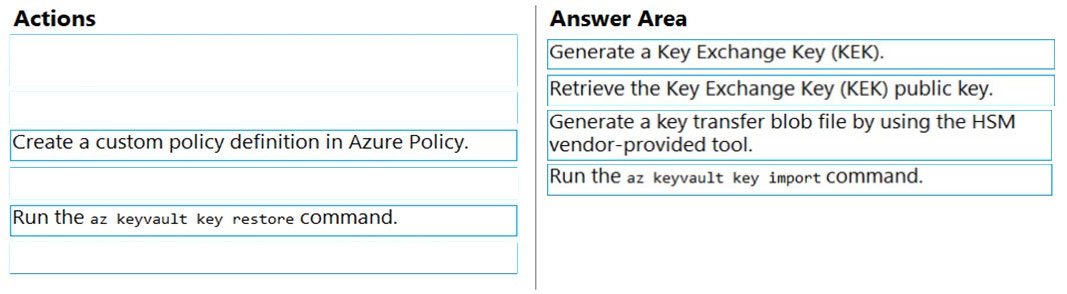 Actions
Create a custom policy definition in Azure Policy.
Run the az keyvault key restore command.
Answer Area
Generate a Key Exchange Key (KEK).
Retrieve the Key Exchange Key (KEK) public key.
Generate a key transfer blob file by using the HSM
vendor-provided tool.
Run the az keyvault key import command.